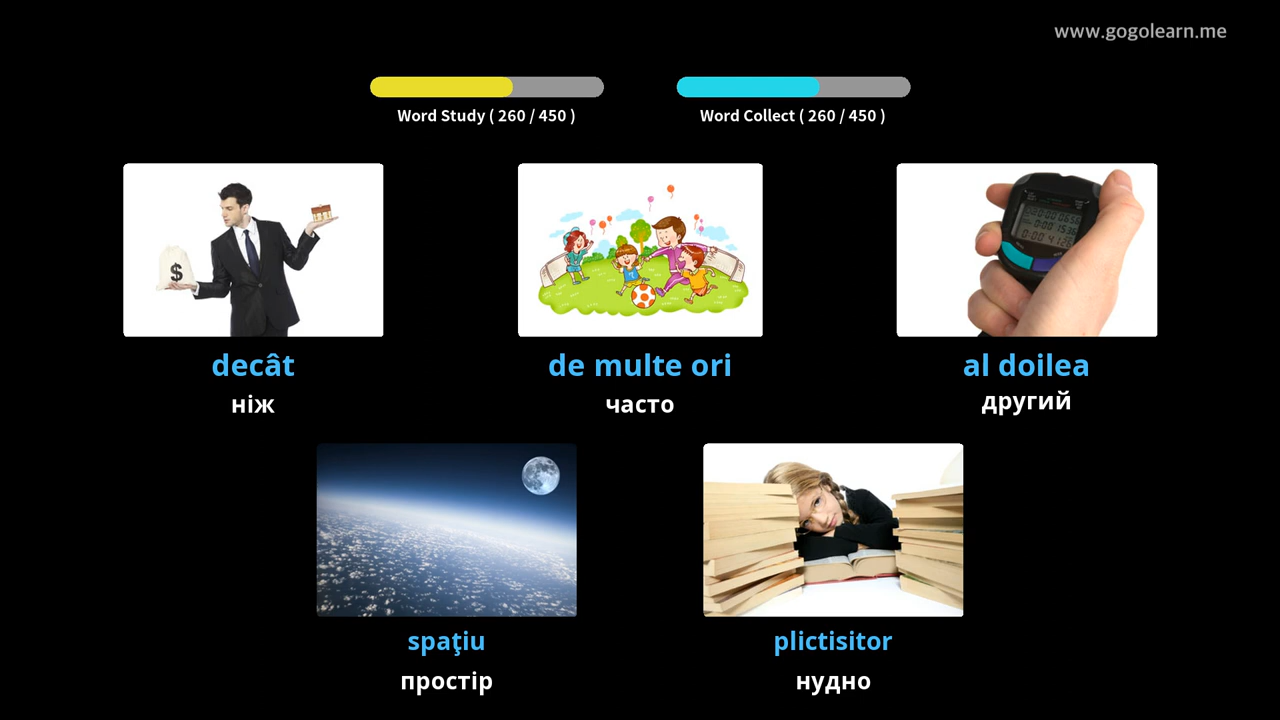 www.gogolearn.me
Word Study ( 260 / 450 )
Word Collect ( 260 / 450 )
$
decât
de multe ori
al doilea
ніж
часто
другий
spaţiu
plictisitor
простір
нудно